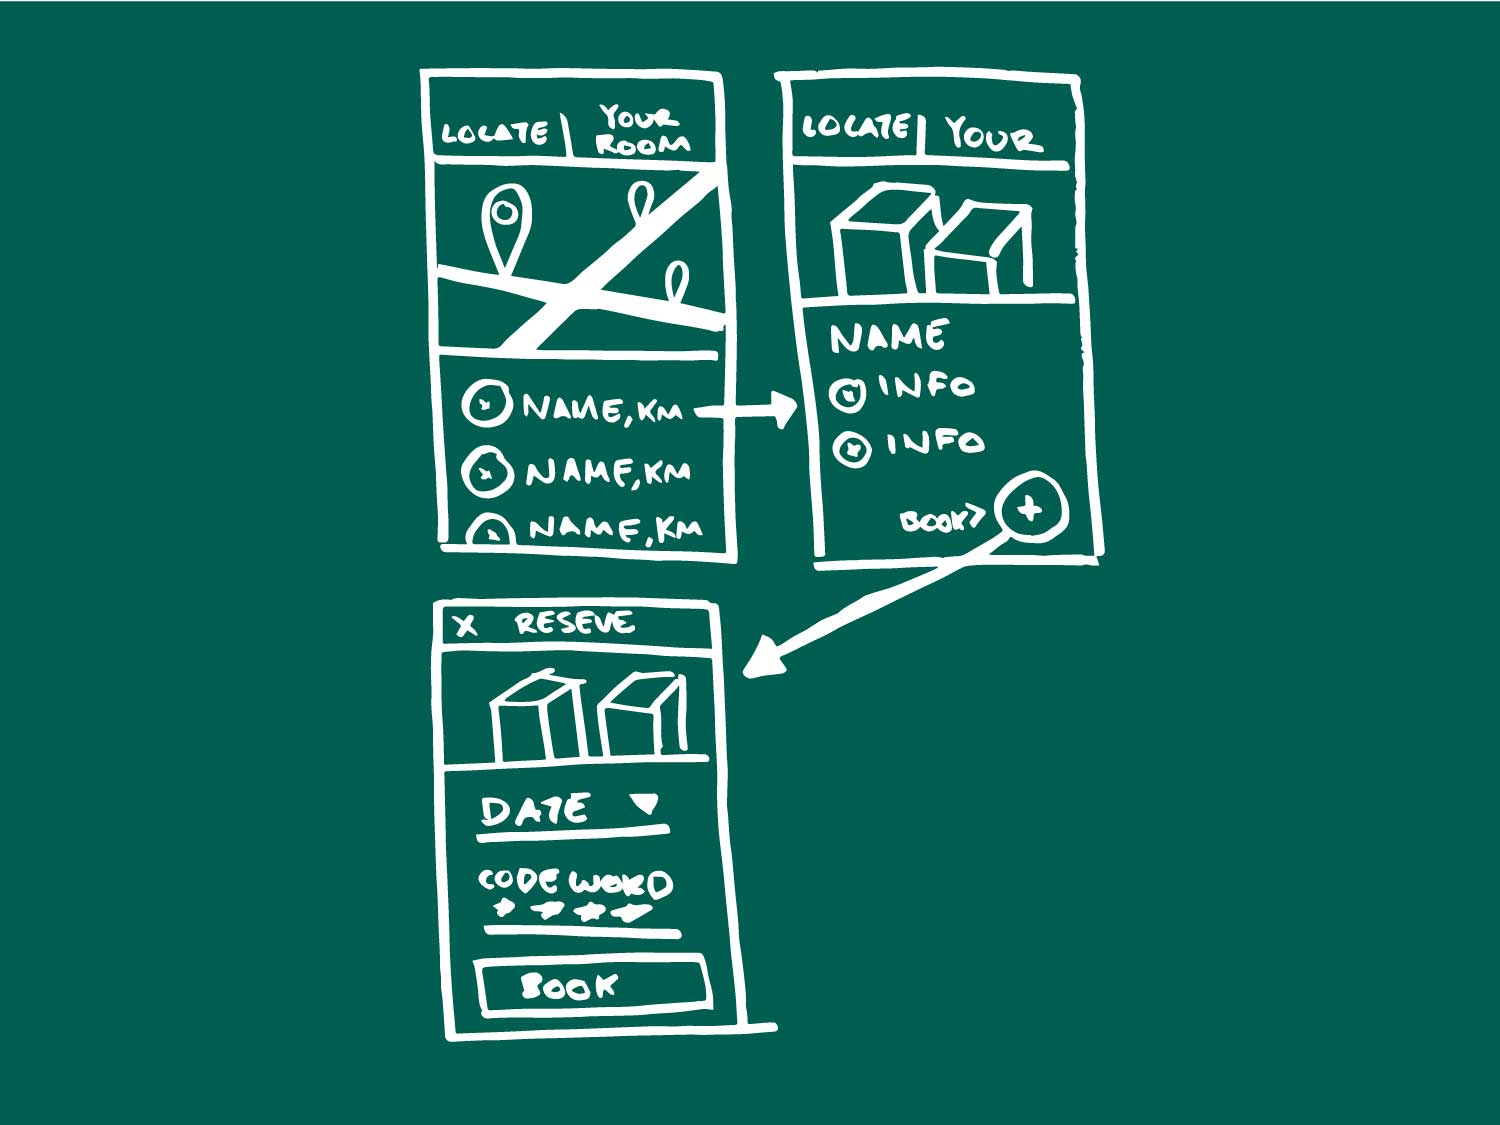 LOCATE
YOUR
ROOM
NAME, KM
NAME, KM
NAME, KM
LOCATE
YOUR
NAME
INFO
INFO
BOOK>
X RESEVE
DATE
CODE WORD
BOOK